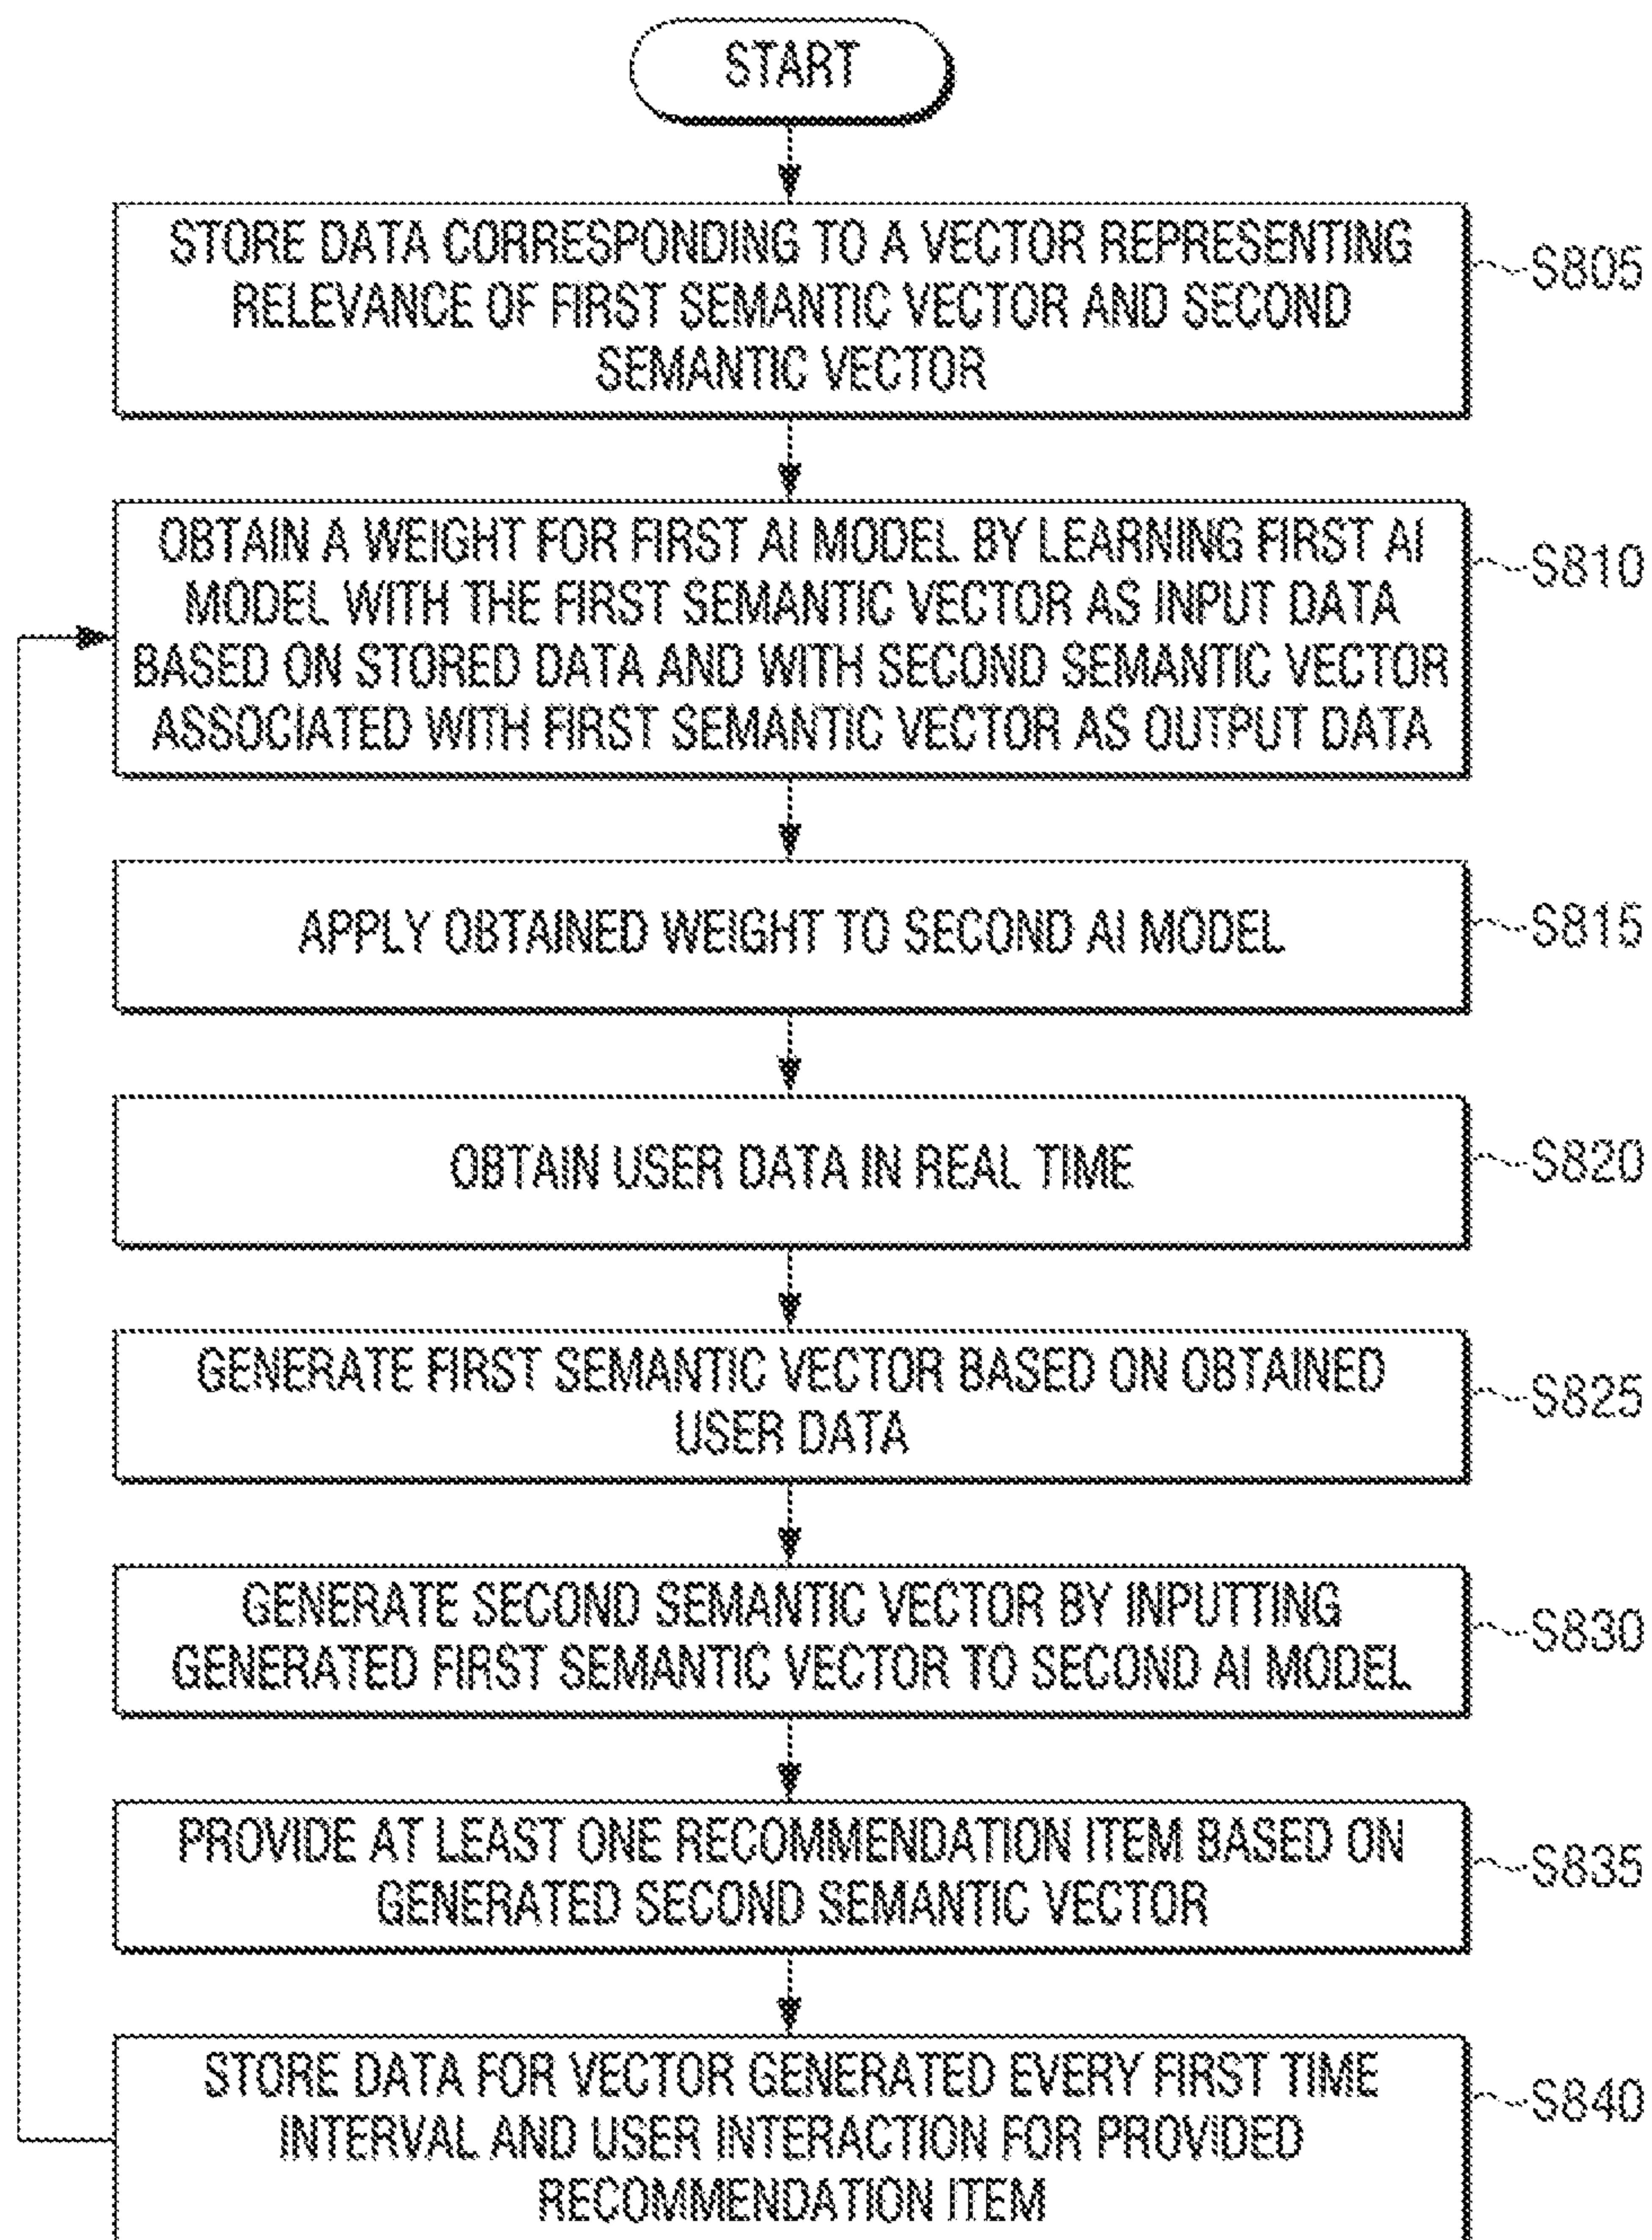 START
STORE DATA CORRESPONDING TO A VECTOR REPRESENTING
RELEVANCE OF FIRST SEMANTIC VECTOR AND SECOND
SEMANTIC VECTOR
S805
OBTAIN A WEIGHT FOR FIRST AI MODEL BY LEARNING FIRST AI
MODEL WITH THE FIRST SEMANTIC VECTOR AS INPUT DATA
BASED ON STORED DATA AND WITH SECOND SEMANTIC VECTOR
ASSOCIATED WITH FIRST SEMANTIC VECTOR AS OUTPUT DATA
S810
APPLY OBTAINED WEIGHT TO SECOND AI MODEL
S815
OBTAIN USER DATA IN REAL TIME
S820
GENERATE FIRST SEMANTIC VECTOR BASED ON OBTAINED
USER DATA
S825
GENERATE SECOND SEMANTIC VECTOR BY INPUTTING
GENERATED FIRST SEMANTIC VECTOR TO SECOND AI MODEL
S830
PROVIDE AT LEAST ONE RECOMMENDATION ITEM BASED ON
GENERATED SECOND SEMANTIC VECTOR
S835
STORE DATA FOR VECTOR GENERATED EVERY FIRST TIME
INTERVAL AND USER INTERACTION FOR PROVIDED
RECOMMENDATION ITEM
S840